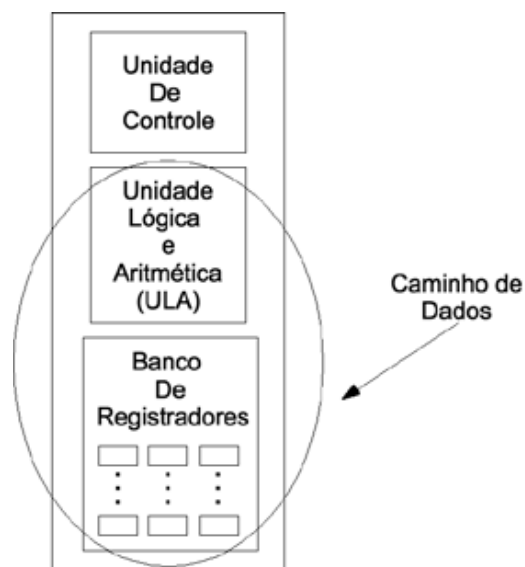 Unidade
De
Controle
Unidade
Lógica
e
Aritmética
(ULA)
Caminho de
Dados
Banco
De
Registradores